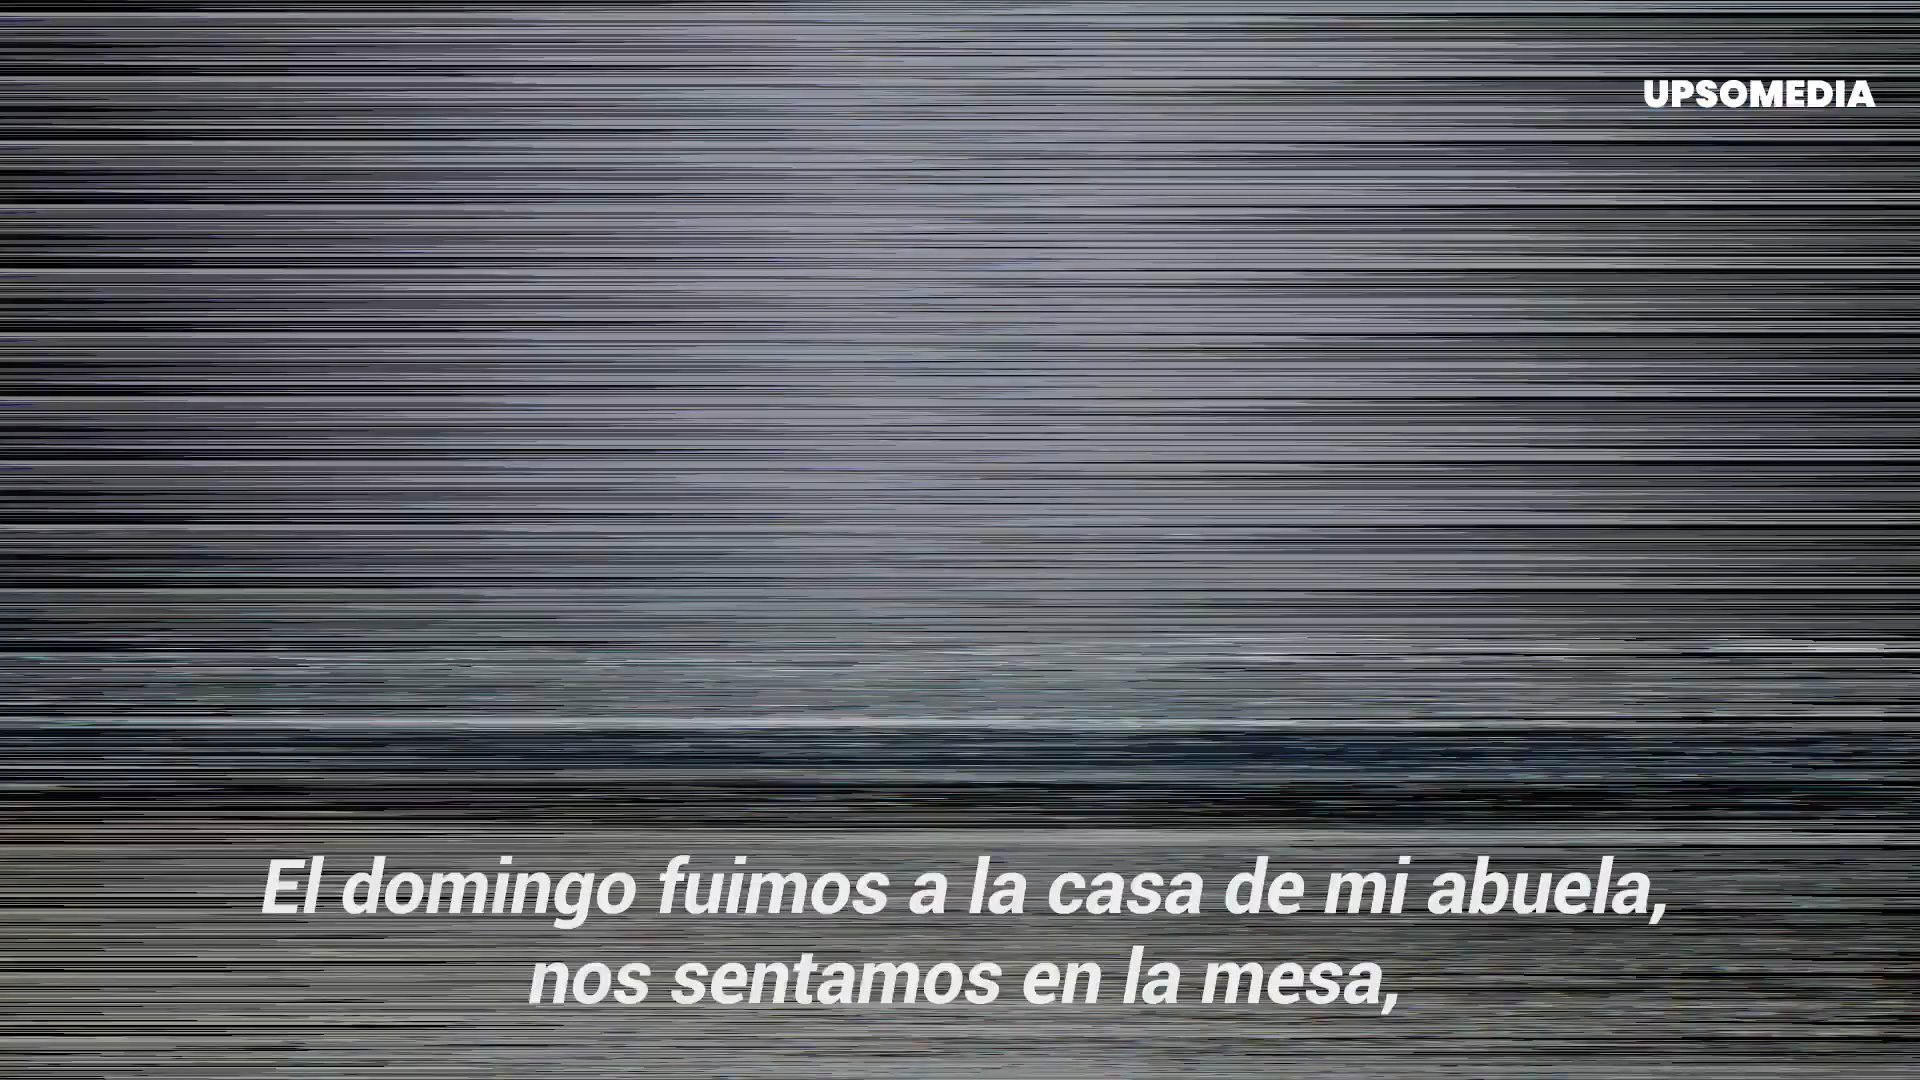 UPSOMEDIA
El domingo fuimos a la casa de mi abuela,
nos sentamos en la mesa,